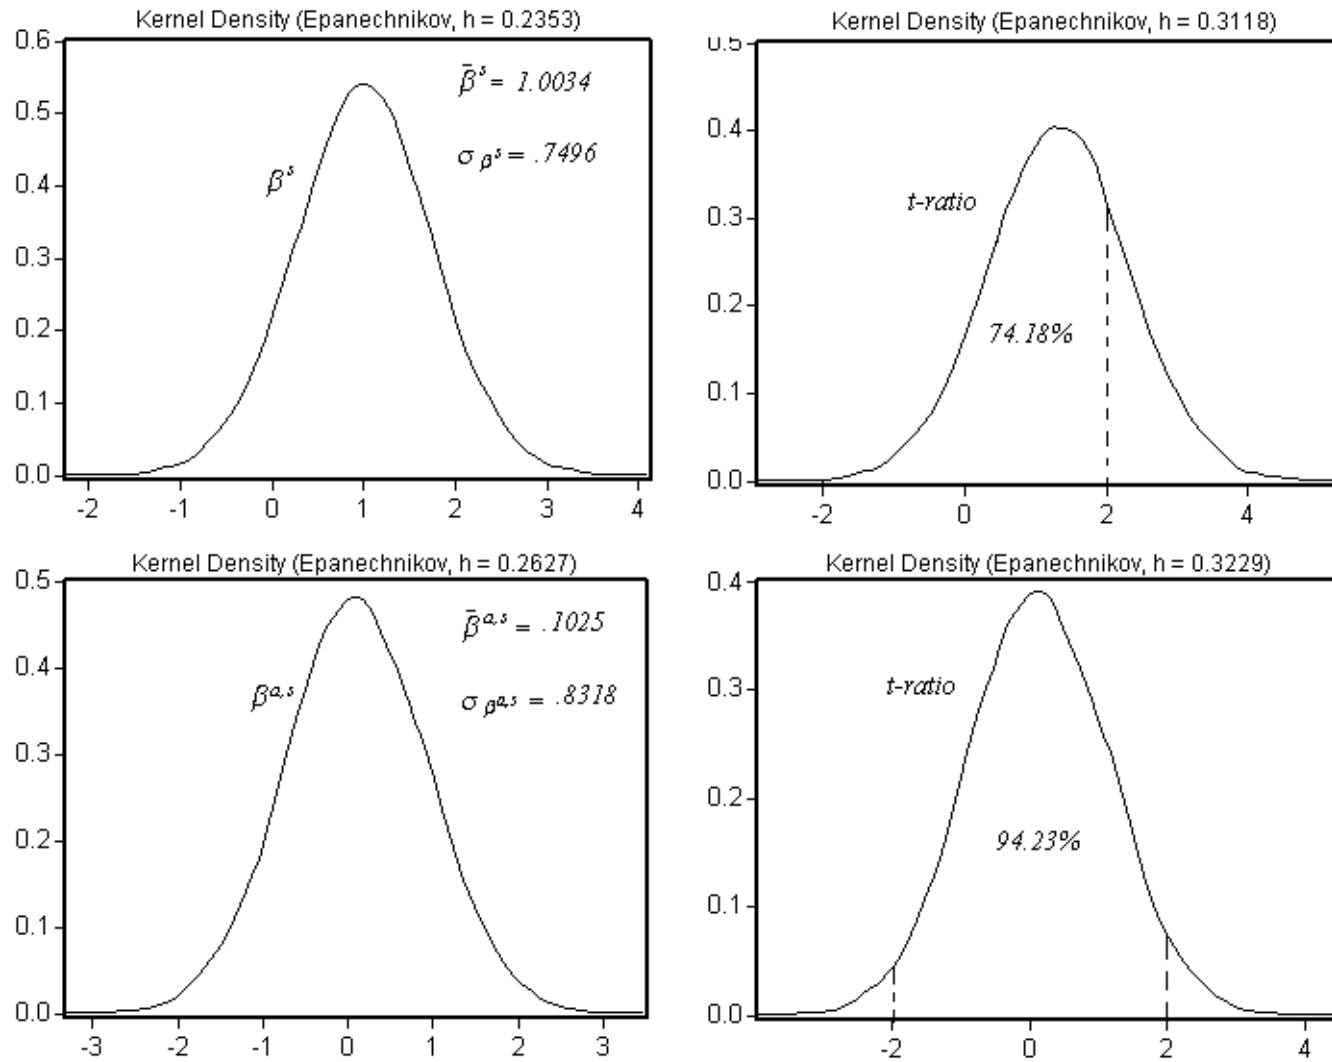 Kernel Density (Epanechnikov, h = 0.2353)
0.6
0.5
0.4
0.3
0.2
0.1
0.0
β̄ˢ = 1.0034
σ βˢ = .7496
βˢ
-2 -1 0 1 2 3 4
Kernel Density (Epanechnikov, h = 0.3118)
0.5
0.4
0.3
0.2
0.1
0.0
t-ratio
74.18%
-2 0 2 4
Kernel Density (Epanechnikov, h = 0.2627)
0.5
0.4
0.3
0.2
0.1
0.0
β̄ᵃ,ˢ = .1025
σ βᵃ,ˢ = .8318
βᵃ,ˢ
-3 -2 -1 0 1 2 3
Kernel Density (Epanechnikov, h = 0.3229)
0.4
0.3
0.2
0.1
0.0
t-ratio
94.23%
-2 0 2 4